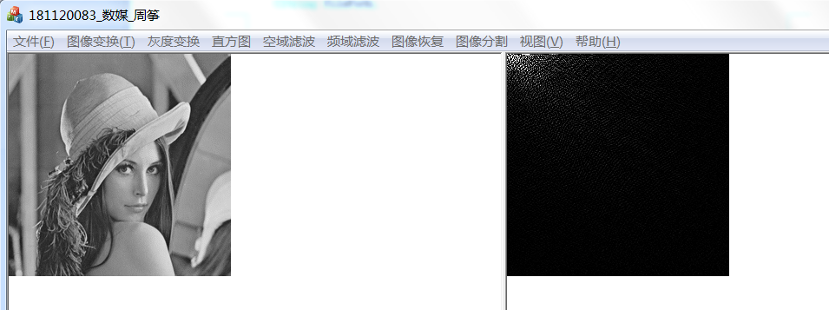 181120083_数媒_周筝
文件(F) 图像变换(T) 灰度变换 直方图 空域滤波 频域滤波 图像恢复 图像分割 视图(V) 帮助(H)